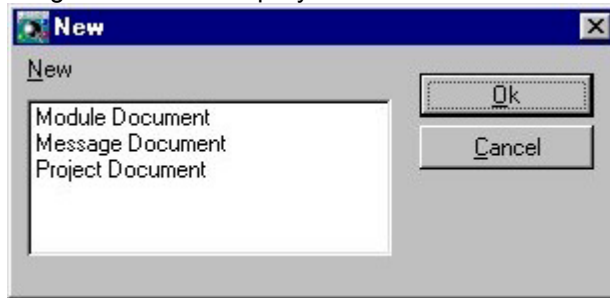 New
New
Ok
Module Document
Message Document
Cancel
Project Document